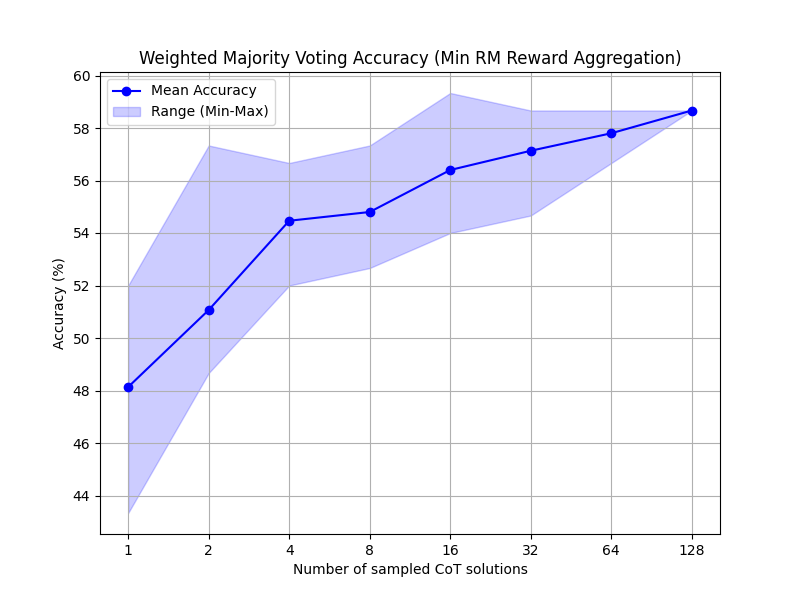 Weighted Majority Voting Accuracy (Min RM Reward Aggregation)
Mean Accuracy
Range (Min-Max)
Accuracy (%)
60
58
56
54
52
50
48
46
44
1 2 4 8 16 32 64 128
Number of sampled CoT solutions